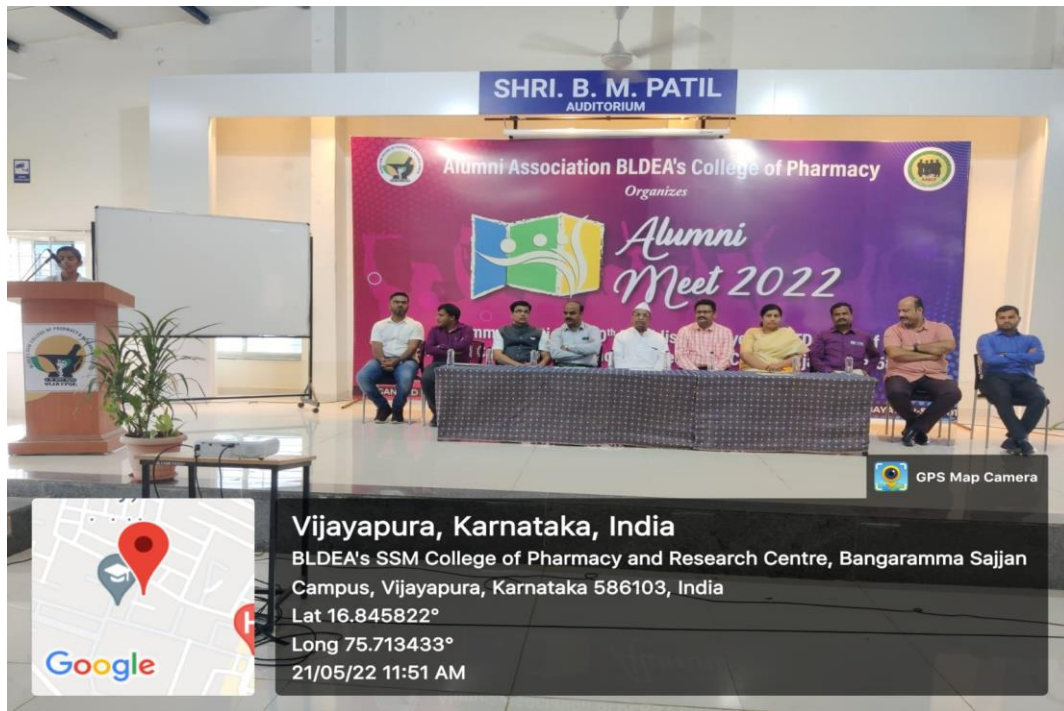 SHRI. B. M. PATIL
AUDITORIUM
Alumni Association BLDEA's College of Pharmacy
Organizes
Alumni
Meet 2022
GPS Map Camera
Vijayapura, Karnataka, India
BLDEA's SSM College of Pharmacy and Research Centre, Bangaramma Sajjan
Campus, Vijayapura, Karnataka 586103, India
Lat 16.845822°
Long 75.713433°
21/05/22 11:51 AM
Google